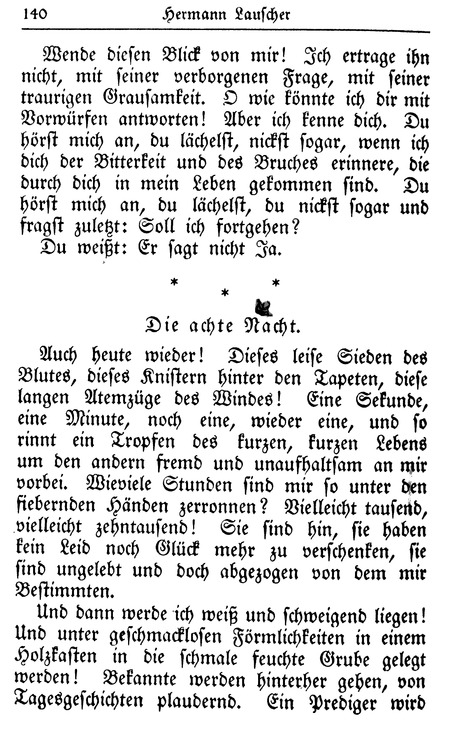 140 Hermann Lauscher
Wende diesen Blick von mir! Ich ertrage ihn
nicht, mit seiner verborgenen Frage, mit seiner
traurigen Grausamkeit. O wie könnte ich dir mit
Vorwürfen antworten! Aber ich kenne dich. Du
hörst mich an, du lächelst, nickst sogar, wenn ich
dich der Bitterkeit und des Bruches erinnere, die
durch dich in mein Leben gekommen sind. Du
hörst mich an, du lächelst, du nickst sogar und
fragst zuletzt: Soll ich fortgehen?
Du weißt: Er sagt nicht Ja.
* * *
Die achte Nacht.
Auch heute wieder! Dieses leise Sieden des
Blutes, dieses Knistern hinter den Tapeten, diese
langen Atemzüge des Windes! Eine Sekunde,
eine Minute, noch eine, wieder eine, und so
rinnt ein Tropfen des kurzen, kurzen Lebens
um den andern fremd und unaufhaltsam an mir
vorbei. Wieviele Stunden sind mir so unter den
fiebernden Händen zerronnen? Vielleicht tausend,
vielleicht zehntausend! Sie sind hin, sie haben
kein Leid noch Glück mehr zu verschenken, sie
sind ungelebt und doch abgezogen von dem mir
Bestimmten.
Und dann werde ich weiß und schweigend liegen!
Und unter geschmacklosen Förmlichkeiten in einem
Holzkasten in die schmale feuchte Grube gelegt
werden! Bekannte werden hinterher gehen, von
Tagesgeschichten plaudernd. Ein Prediger wird